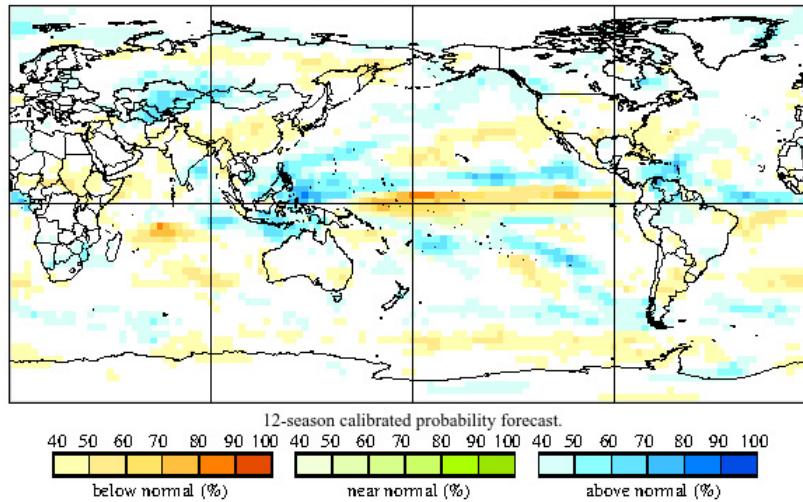 12-season calibrated probability forecast.
40 50 60 70 80 90 100 40 50 60 70 80 90 100 40 50 60 70 80 90 100
below normal (%) near normal (%) above normal (%)